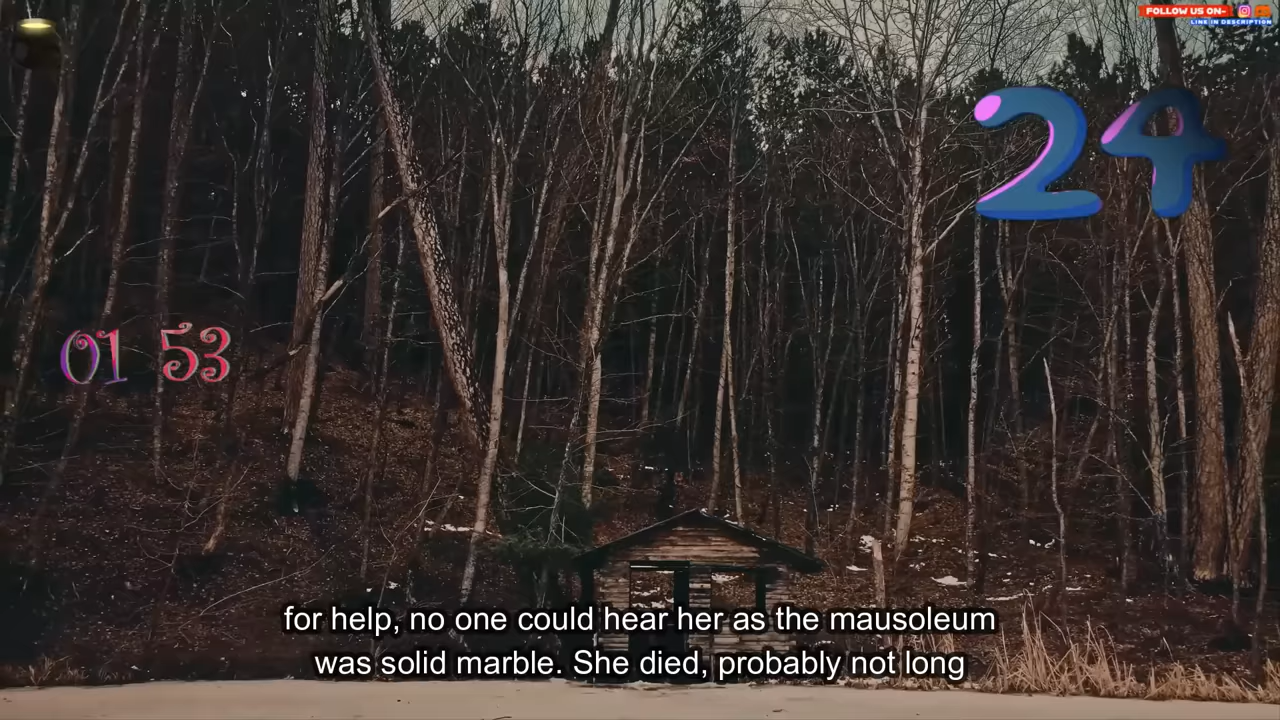 FOLLOW US ON-
LINK IN DESCRIPTION
24
01 53
for help, no one could hear her as the mausoleum
was solid marble. She died, probably not long